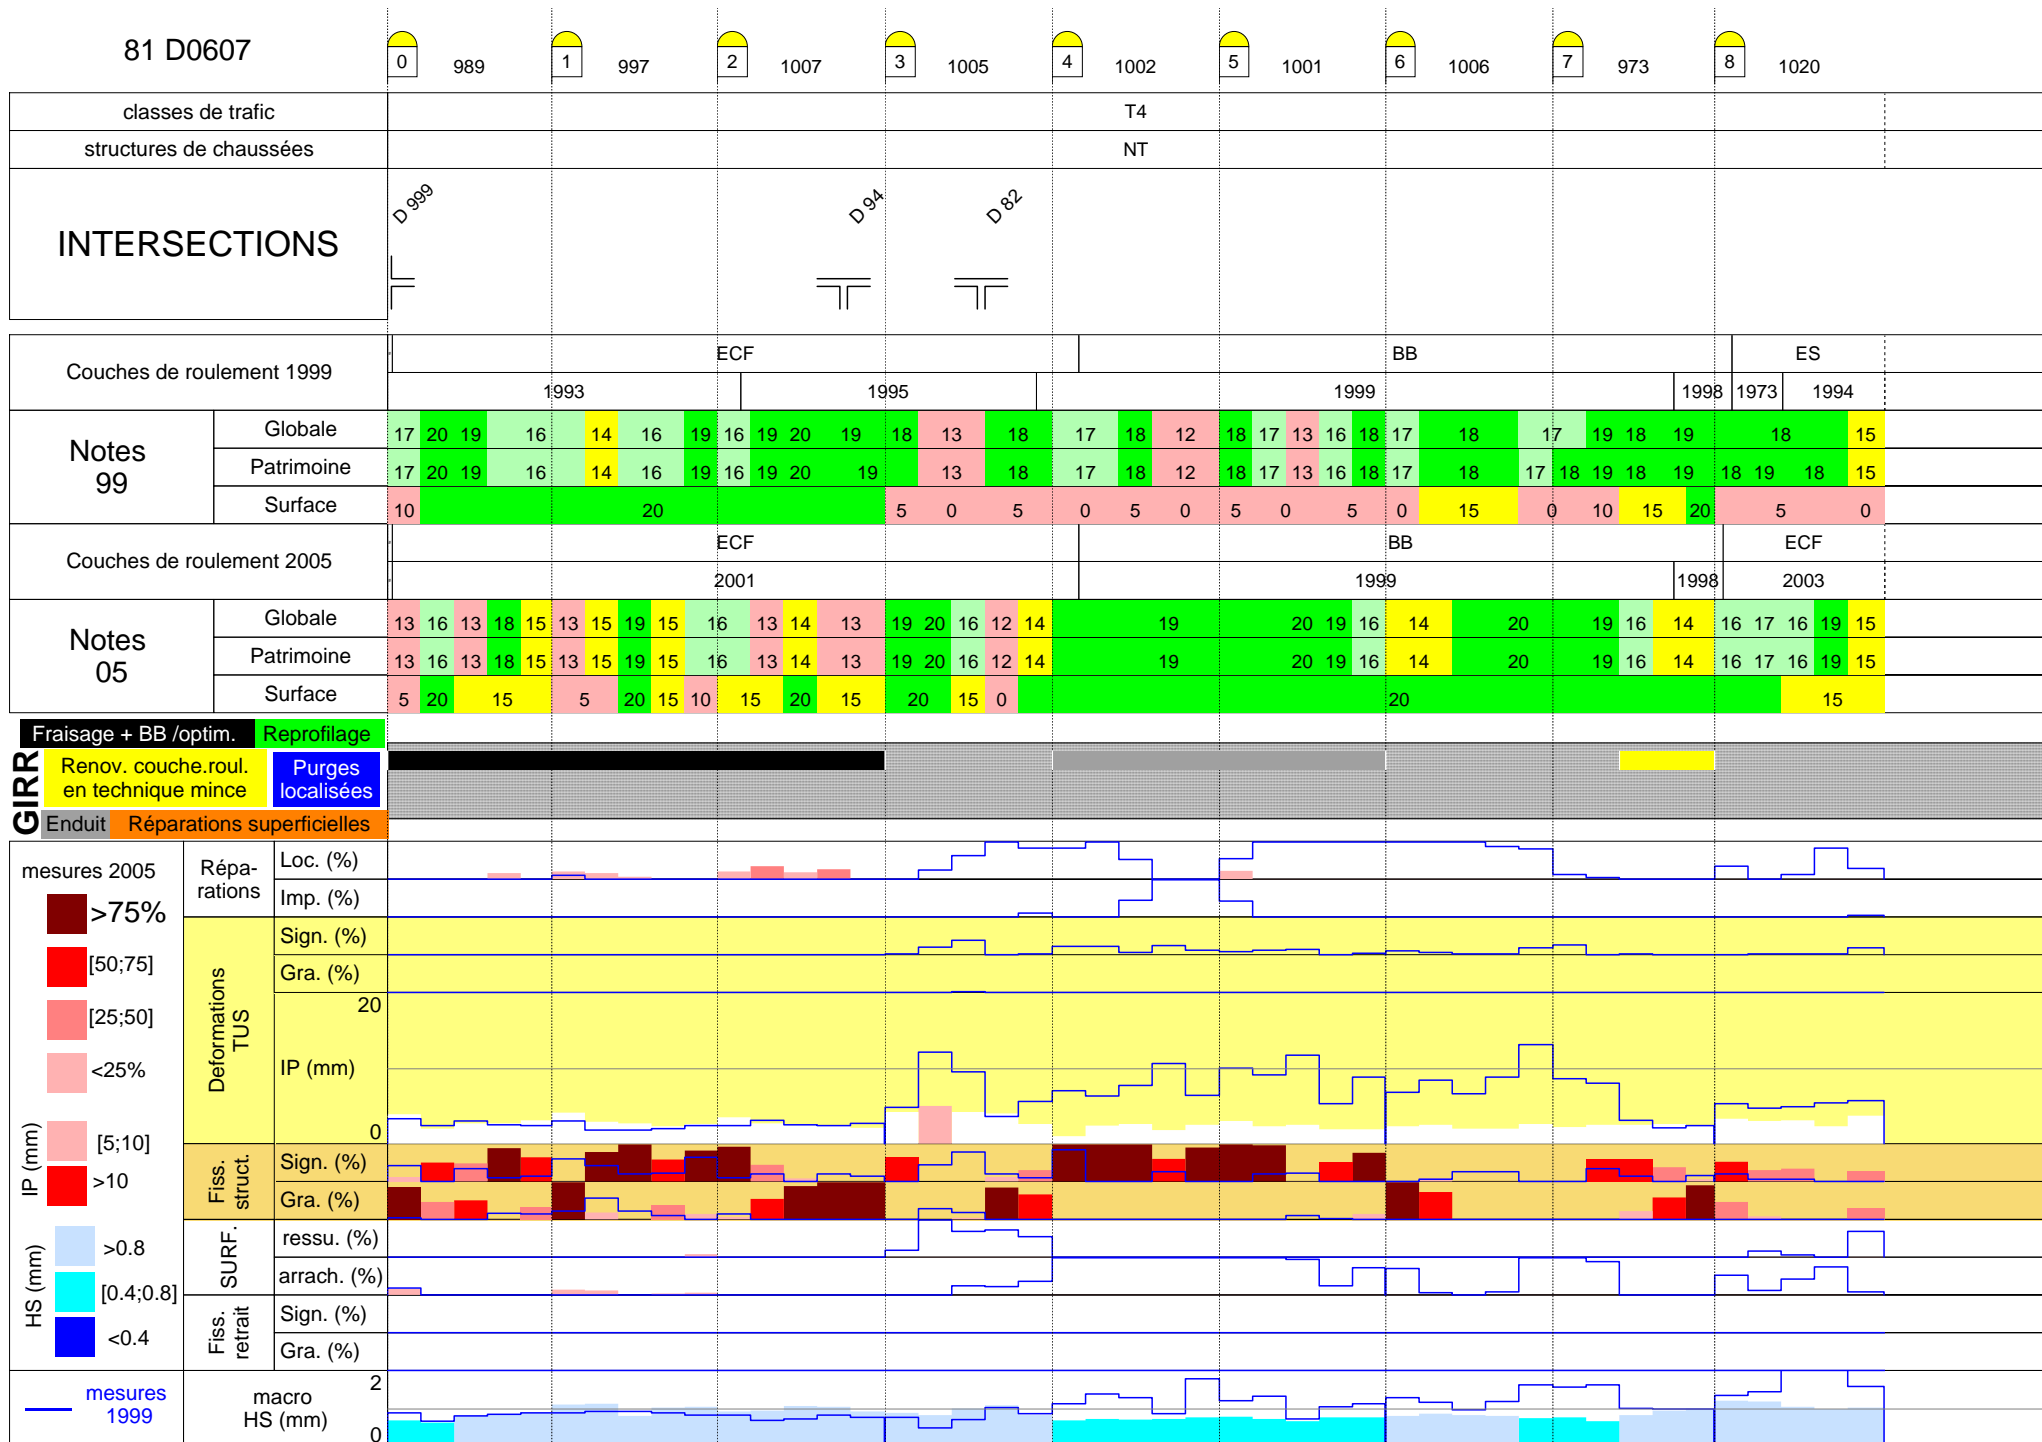 81 D0607
0 989 1 997 2 1007 3 1005 4 1002 5 1001 6 1006 7 973 8 1020
classes de trafic T4
structures de chaussées NT
INTERSECTIONS D 999 D 94 D 82
Couches de roulement 1999 ECF BB ES
1993 1995 1999 1998 1973 1994
Notes 99
Globale 17 20 19 16 14 16 19 16 19 20 19 18 13 18 17 18 12 18 17 13 16 18 17 18 17 19 18 19 18 15
Patrimoine 17 20 19 16 14 16 19 16 19 20 19 13 18 17 18 12 18 17 13 16 18 17 18 17 18 19 18 19 18 19 18 15
Surface 10 20 5 0 5 0 5 0 5 0 5 0 15 0 10 15 20 5 0
Couches de roulement 2005 ECF BB ECF
2001 1999 1998 2003
Notes 05
Globale 13 16 13 18 15 13 15 19 15 16 13 14 13 19 20 16 12 14 19 20 19 16 14 20 19 16 14 16 17 16 19 15
Patrimoine 13 16 13 18 15 13 15 19 15 16 13 14 13 19 20 16 12 14 19 20 19 16 14 20 19 16 14 16 17 16 19 15
Surface 5 20 15 5 20 15 10 15 20 15 20 15 0 20 15
GIRR
Fraisage + BB /optim. Reprofilage
Renov. couche.roul.
en technique mince
Purges
localisées
Enduit Réparations superficielles
mesures 2005
>75%
[50;75]
[25;50]
<25%
IP (mm)
[5;10]
>10
HS (mm)
>0.8
[0.4;0.8]
<0.4
mesures
1999
Répa-
rations
Loc. (%)
Imp. (%)
Deformations
TUS
Sign. (%)
Gra. (%)
20
IP (mm)
0
Fiss.
struct.
Sign. (%)
Gra. (%)
SURF.
ressu. (%)
arrach. (%)
Fiss.
retrait
Sign. (%)
Gra. (%)
macro
HS (mm)
2
0